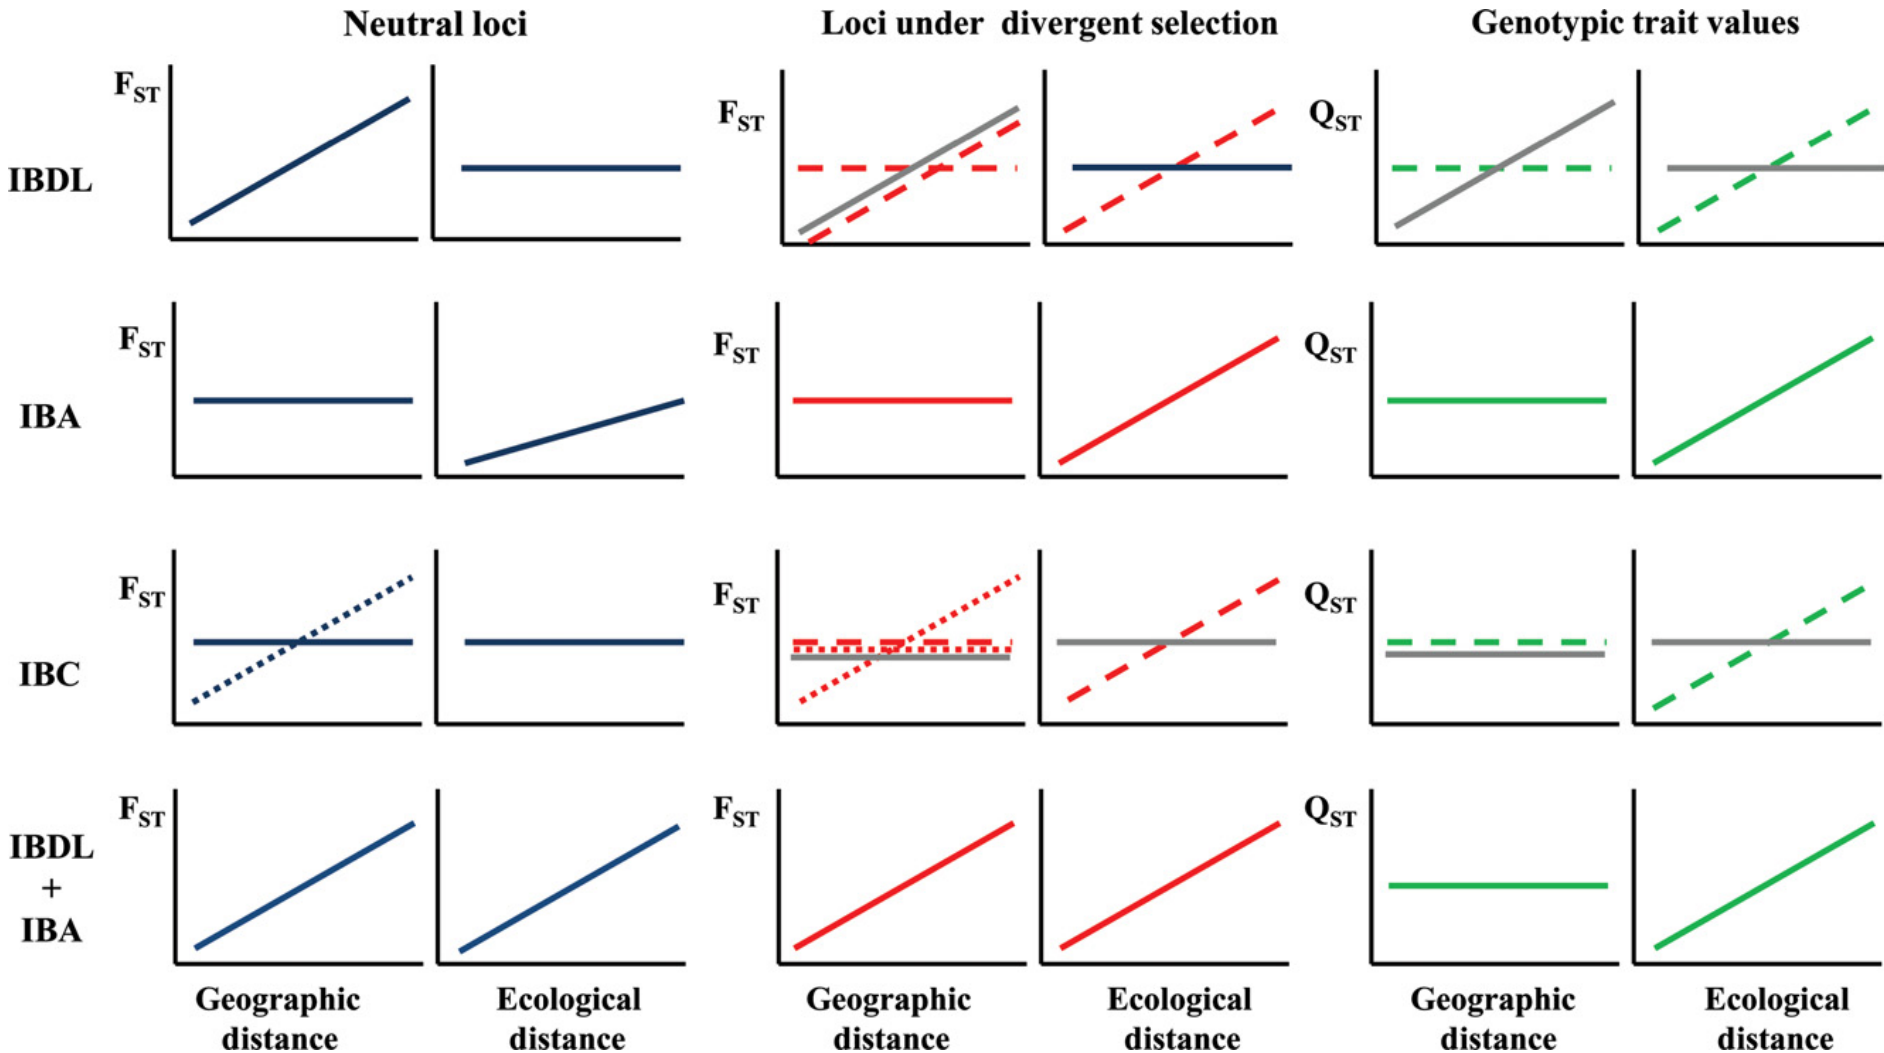 Neutral loci
Loci under divergent selection
Genotypic trait values
IBDL
FST
FST
QST
IBA
FST
FST
QST
IBC
FST
FST
QST
IBDL
+
IBA
FST
FST
QST
Geographic
distance
Ecological
distance
Geographic
distance
Ecological
distance
Geographic
distance
Ecological
distance